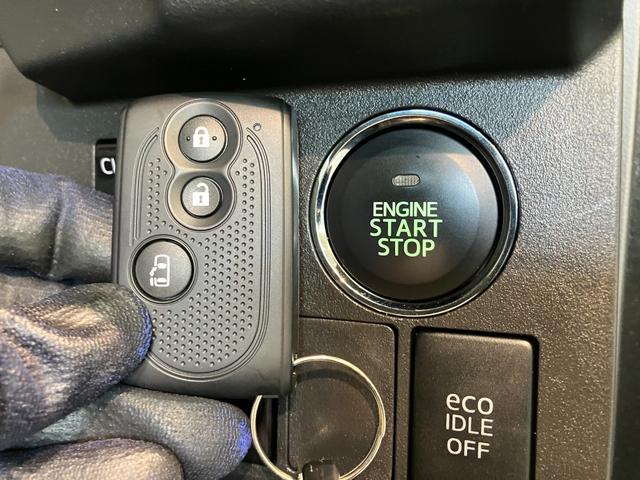 ENGINE
START
STOP
eco
IDLE
OFF